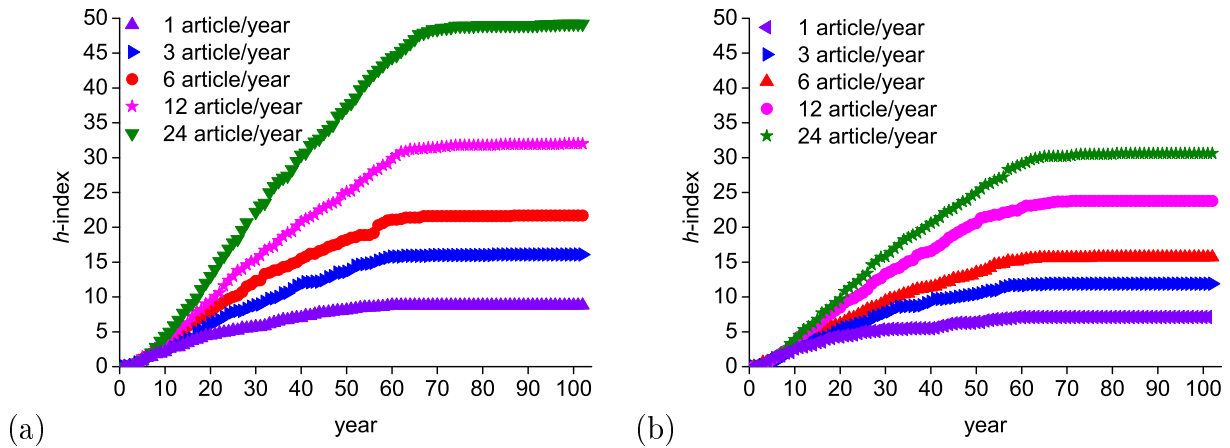 50
45
40
35
30
25
20
15
10
5
0
h-index
1 article/year
3 article/year
6 article/year
12 article/year
24 article/year
0 10 20 30 40 50 60 70 80 90 100
year
(a)
50
45
40
35
30
25
20
15
10
5
0
h-index
1 article/year
3 article/year
6 article/year
12 article/year
24 article/year
0 10 20 30 40 50 60 70 80 90 100
year
(b)